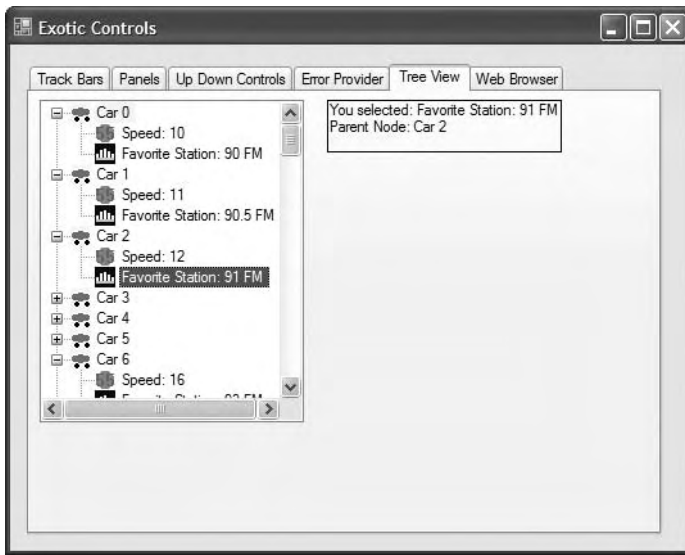 Exotic Controls
Track Bars Panels Up Down Controls Error Provider Tree View Web Browser
Car 0
Speed: 10
Favorite Station: 90 FM
Car 1
Speed: 11
Favorite Station: 90.5 FM
Car 2
Speed: 12
Favorite Station: 91 FM
Car 3
Car 4
Car 5
Car 6
Speed: 16
You selected: Favorite Station: 91 FM
Parent Node: Car 2